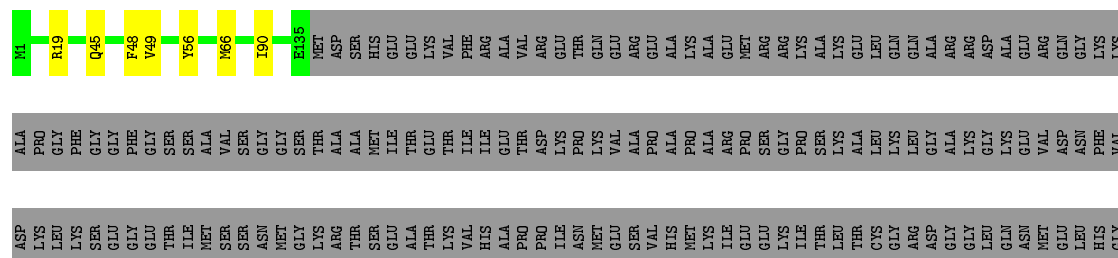 M1 R19 Q45 F48 V49 Y56 M66 I90 E135 MET ASP SER HIS GLU GLU LYS VAL PHE ARG ALA VAL ARG GLU THR GLN GLU ARG GLU ALA LYS ALA GLU MET ARG ARG LYS ALA LYS GLU LEU GLN GLN ALA ARG ARG ASP ALA GLU ARG GLN GLY LYS LYS
ALA PRO GLY PHE GLY GLY PHE GLY SER SER ALA VAL SER GLY GLY SER THR ALA ALA MET ILE THR GLU THR ILE ILE GLU THR ASP LYS PRO LYS VAL ALA PRO ALA PRO ALA ARG PRO SER GLY PRO SER LYS ALA LEU LYS LEU GLY ALA LYS GLY LYS GLU VAL ASP ASN PHE VAL
ASP LYS LEU LYS SER GLU GLY GLU THR ILE MET SER SER ASN MET GLY LYS ARG THR SER GLU ALA THR LYS VAL HIS ALA PRO PRO ILE ASN MET GLU SER VAL HIS MET LYS ILE GLU GLU LYS ILE THR LEU THR CYS GLY ARG ASP GLY GLY LEU GLN ASN MET GLU LEU HIS GLY